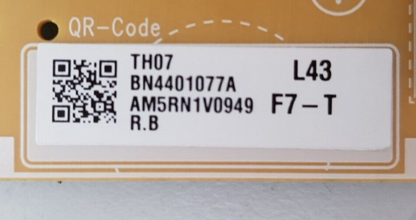 QR-Code
TH07
BN4401077A
AM5RN1V0949
R.B
L43
F7-T